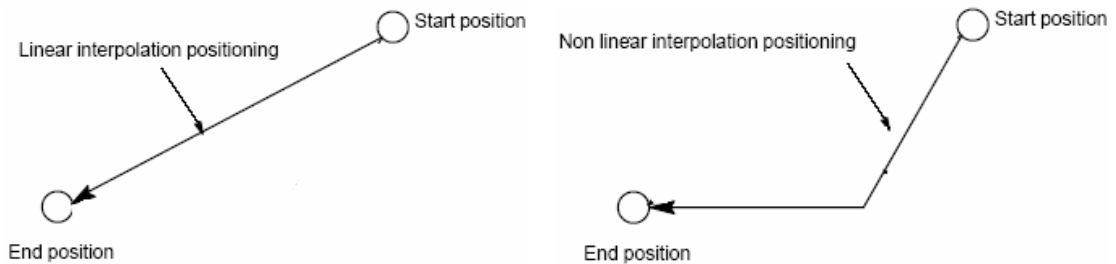 Start position
Linear interpolation positioning
End position
Start position
Non linear interpolation positioning
End position